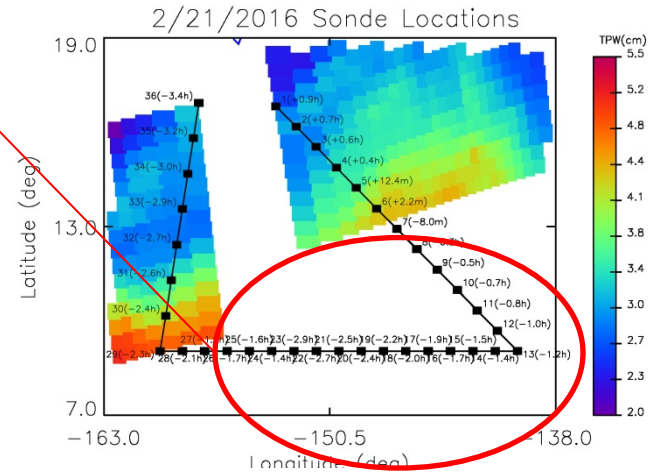 2/21/2016 Sonde Locations
TPW(cm)
19.0
13.0
7.0
Latitude (deg)
5.5
5.2
4.8
4.4
4.1
3.8
3.4
3.0
2.7
2.3
2.0
36(−3.4h)
35(−3.2h)
34(−3.0h)
33(−2.9h)
32(−2.7h)
31(−2.6h)
30(−2.4h)
29(−2.3h)
1(+0.9h)
2(+0.7h)
3(+0.6h)
4(+0.4h)
5(+12.4m)
6(+2.2m)
7(−8.0m)
9(−0.5h)
10(−0.7h)
11(−0.8h)
12(−1.0h)
13(−1.2h)
25(−1.6h) 23(−2.9h) 21(−2.5h) 19(−2.2h) 17(−1.9h) 15(−1.5h)
28(−2.1h) 24(−1.4h) 22(−2.7h) 20(−2.4h) 18(−2.0h) 16(−1.7h) 14(−1.4h)
−163.0
−150.5
−138.0
Longitude (deg)